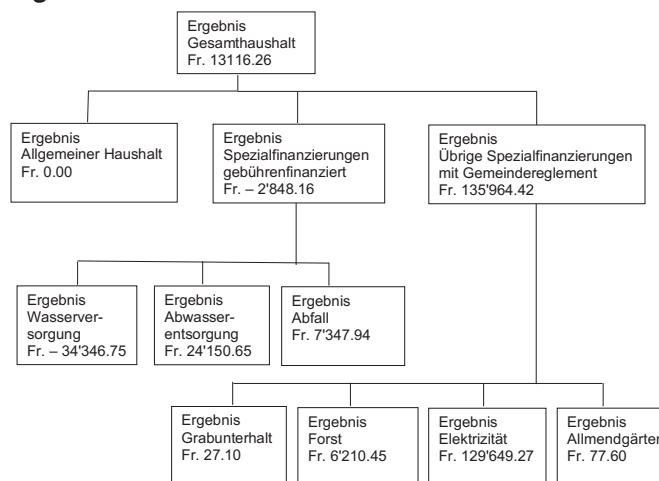 Ergebnis
Gesamthaushalt
Fr. 13116.26
Ergebnis
Allgemeiner Haushalt
Fr. 0.00
Ergebnis
Spezialfinanzierungen
gebührenfinanziert
Fr. – 2'848.16
Ergebnis
Übrige Spezialfinanzierungen
mit Gemeindereglement
Fr. 135'964.42
Ergebnis
Wasserver-
sorgung
Fr. – 34'346.75
Ergebnis
Abwasser-
entsorgung
Fr. 24'150.65
Ergebnis
Abfall
Fr. 7'347.94
Ergebnis
Grabunterhalt
Fr. 27.10
Ergebnis
Forst
Fr. 6'210.45
Ergebnis
Elektrizität
Fr. 129'649.27
Ergebnis
Allmendgärten
Fr. 77.60